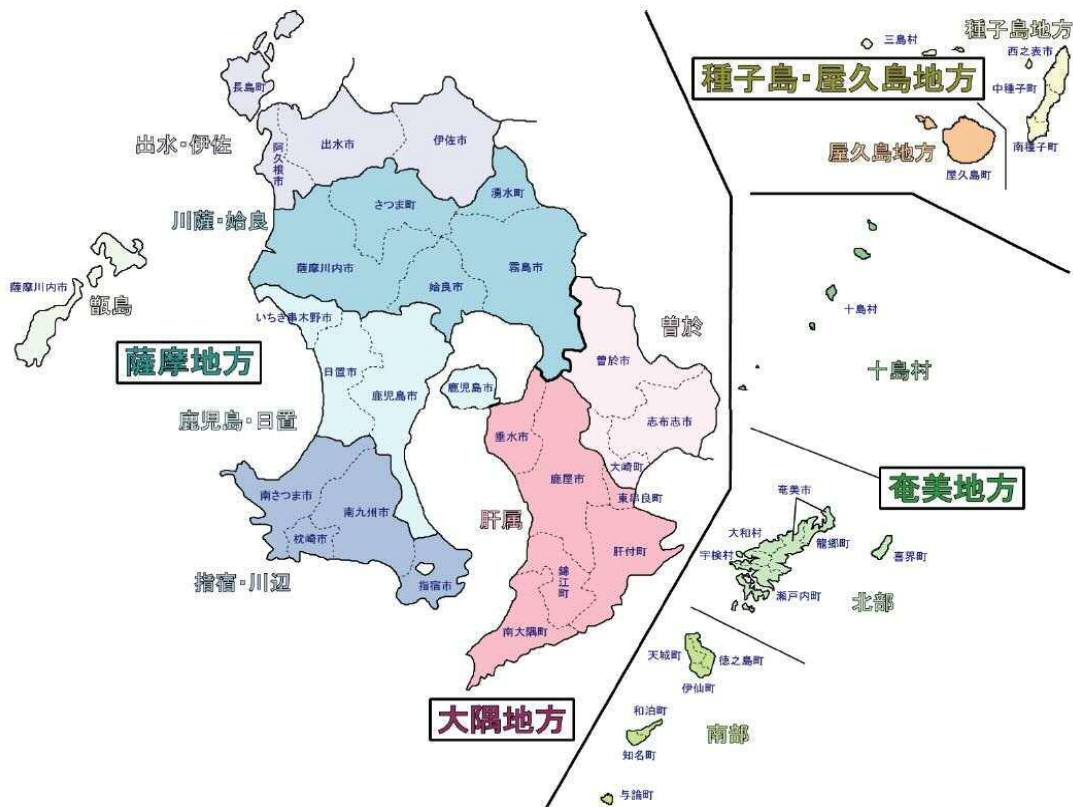 種子島地方
三島村
西之表市
種子島・屋久島地方
中種子町
屋久島地方
南種子町
屋久島町
長島町
出水・伊佐
阿久根市
出水市
伊佐市
湧水町
さつま町
川薩・姶良
薩摩川内市
姶良市
霧島市
薩摩川内市
甑島
いちき串木野市
薩摩地方
日置市
鹿児島市
鹿児島市
鹿児島・日置
曽於
曽於市
志布志市
大崎町
東串良町
垂水市
鹿屋市
肝属
肝付町
錦江町
南大隅町
大隅地方
南さつま市
南九州市
枕崎市
指宿市
指宿・川辺
十島村
十島村
奄美地方
奄美市
大和村
龍郷町
宇検村
喜界町
瀬戸内町
北部
天城町
徳之島町
伊仙町
和泊町
知名町
南部
与論町